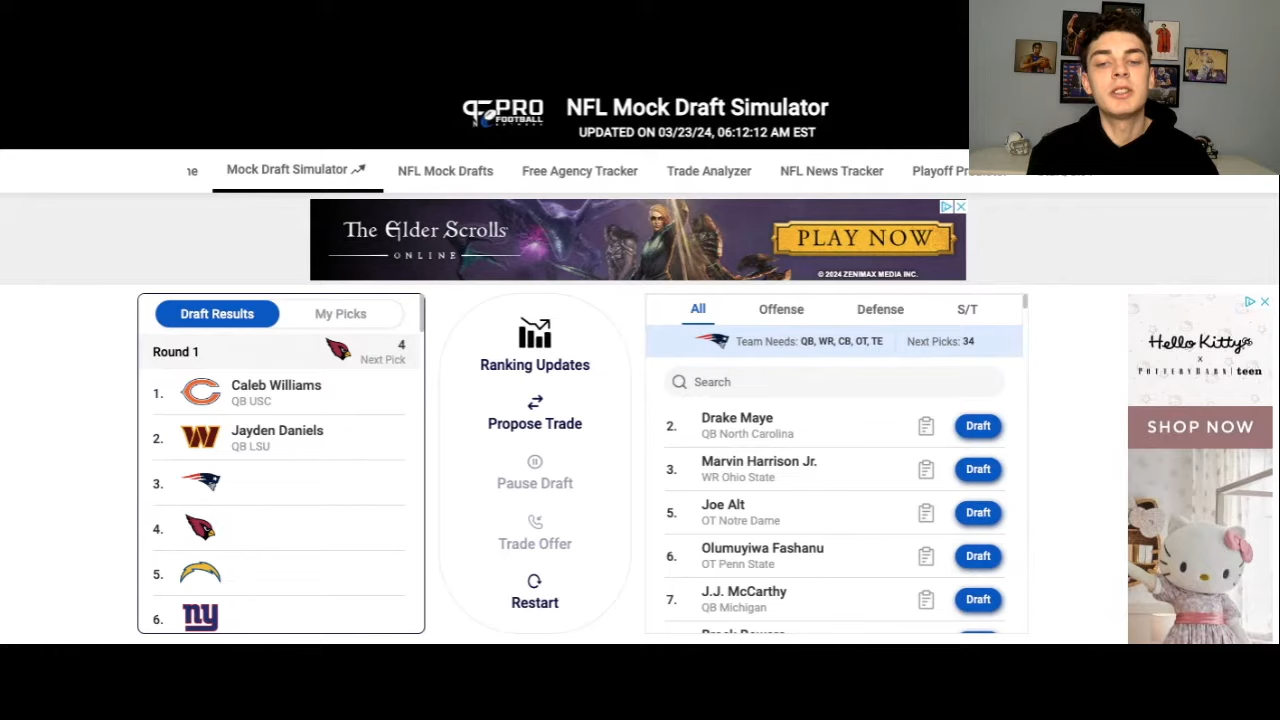 PRO
FOOTBALL
NETWORK
NFL Mock Draft Simulator
UPDATED ON 03/23/24, 06:12:12 AM EST
ne
Mock Draft Simulator
NFL Mock Drafts
Free Agency Tracker
Trade Analyzer
NFL News Tracker
The Elder Scrolls
ONLINE
PLAY NOW
© 2024 ZENIMAX MEDIA INC.
Draft Results
My Picks
Round 1
4
Next Pick
1.
Caleb Williams
QB USC
2.
Jayden Daniels
QB LSU
3.
4.
5.
6.
ny
Ranking Updates
Propose Trade
Pause Draft
Trade Offer
Restart
All
Offense
Defense
S/T
Team Needs: QB, WR, CB, OT, TE
Next Picks: 34
Search
2.
Drake Maye
QB North Carolina
Draft
3.
Marvin Harrison Jr.
WR Ohio State
Draft
5.
Joe Alt
OT Notre Dame
Draft
6.
Olumuyiwa Fashanu
OT Penn State
Draft
7.
J.J. McCarthy
QB Michigan
Draft
Hello Kitty
x
POTTERYBARN teen
SHOP NOW